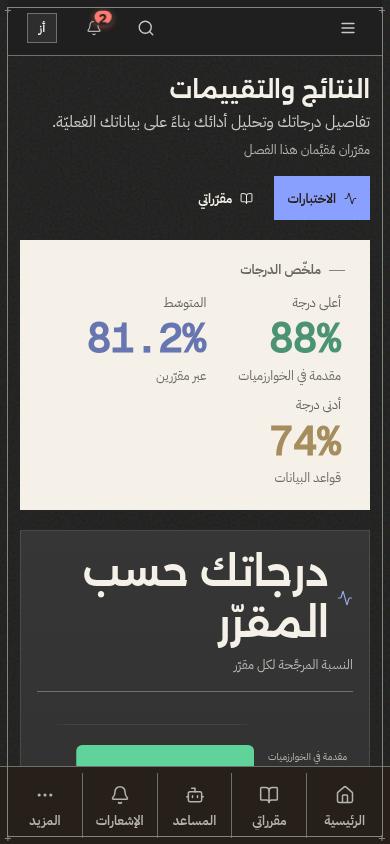 أز
2
النتائج والتقييمات
تفاصيل درجاتك وتحليل أدائك بناءً على بياناتك الفعليّة.
مقرّران مُقيَّمان هذا الفصل
الاختبارات
مقرّراتي
ملخّص الدرجات
أعلى درجة
88%
مقدمة في الخوارزميات
المتوسّط
81.2%
عبر مقرّرين
أدنى درجة
74%
قواعد البيانات
درجاتك حسب
المقرّر
النسبة المرجَّحة لكل مقرّر
مقدمة في الخوارزميات
الرئيسية
مقرراتي
المساعد
الإشعارات
المزيد